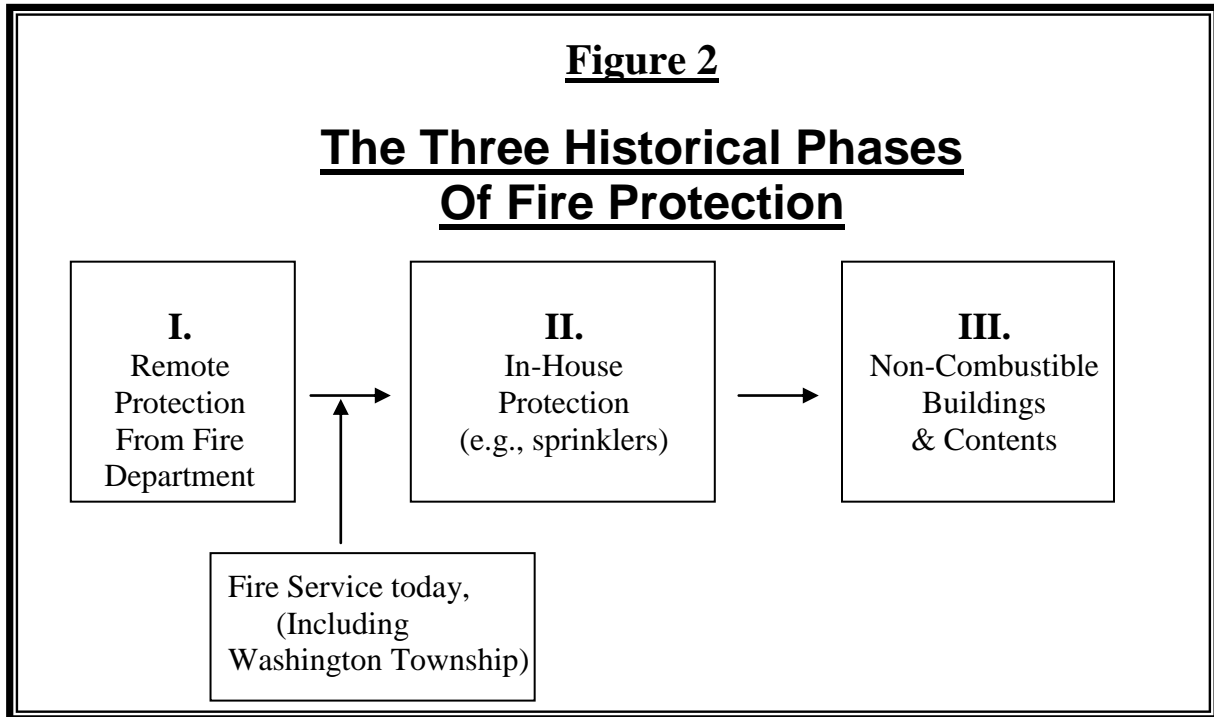 Figure 2
The Three Historical Phases
Of Fire Protection
I.
Remote
Protection
From Fire
Department
II.
In-House
Protection
(e.g., sprinklers)
III.
Non-Combustible
Buildings
& Contents
Fire Service today,
(Including
Washington Township)